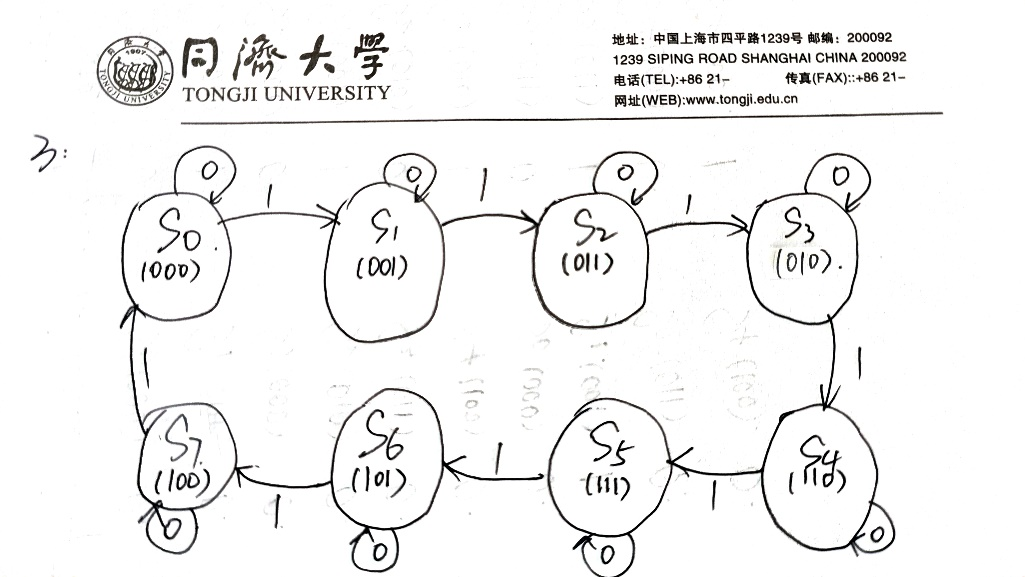 同濟大学
TONGJI UNIVERSITY
1907
TONGJI UNIVERSITY
地址：中国上海市四平路1239号 邮编：200092
1239 SIPING ROAD SHANGHAI CHINA 200092
电话(TEL):+86 21– 传真(FAX)::+86 21–
网址(WEB):www.tongji.edu.cn
3:
0 0 0 0
1 1 1
S0 S1 S2 S3
(000) (001) (011) (010).
1 1
S7 S6 S5 S4
(100) (101) (111) (110)
1 1 1
0 0 0 0